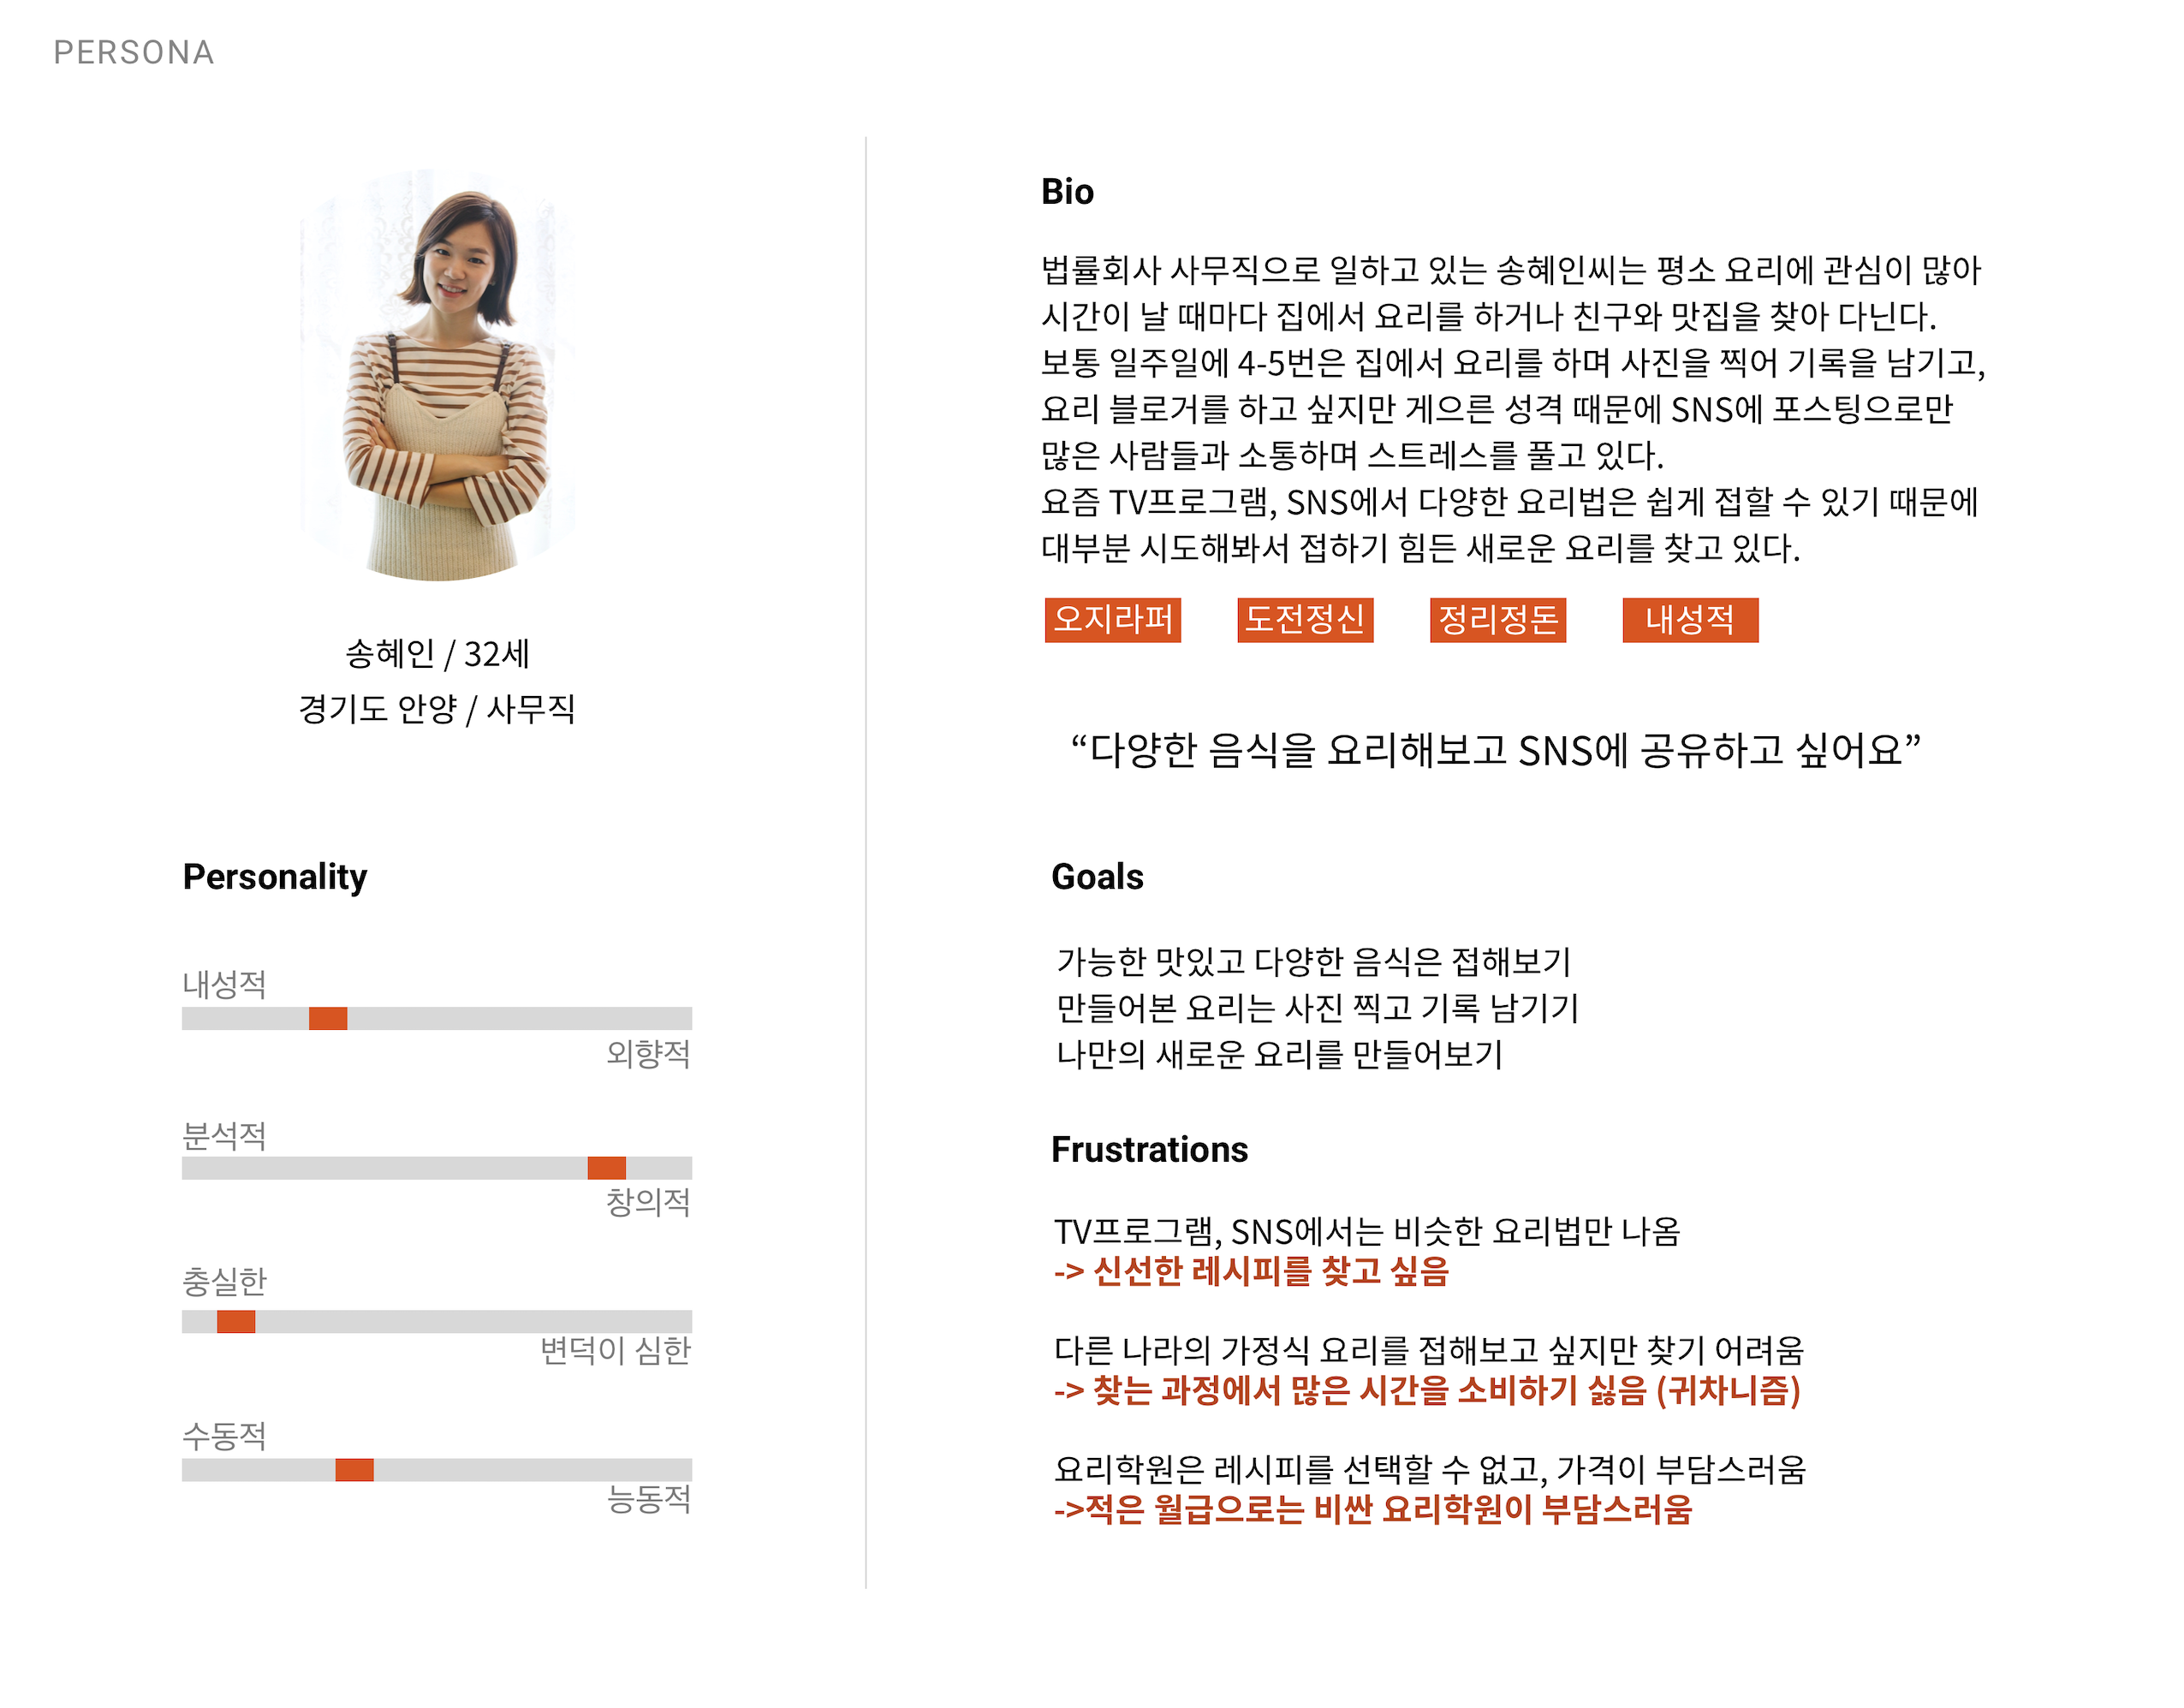 PERSONA
송혜인 / 32세
경기도 안양 / 사무직
Personality
내성적
외향적
분석적
창의적
충실한
변덕이 심한
수동적
능동적
Bio
법률회사 사무직으로 일하고 있는 송혜인씨는 평소 요리에 관심이 많아
시간이 날 때마다 집에서 요리를 하거나 친구와 맛집을 찾아 다닌다.
보통 일주일에 4-5번은 집에서 요리를 하며 사진을 찍어 기록을 남기고,
요리 블로거를 하고 싶지만 게으른 성격 때문에 SNS에 포스팅으로만
많은 사람들과 소통하며 스트레스를 풀고 있다.
요즘 TV프로그램, SNS에서 다양한 요리법은 쉽게 접할 수 있기 때문에
대부분 시도해봐서 접하기 힘든 새로운 요리를 찾고 있다.
오지라퍼 도전정신 정리정돈 내성적
“다양한 음식을 요리해보고 SNS에 공유하고 싶어요”
Goals
가능한 맛있고 다양한 음식은 접해보기
만들어본 요리는 사진 찍고 기록 남기기
나만의 새로운 요리를 만들어보기
Frustrations
TV프로그램, SNS에서는 비슷한 요리법만 나옴
-> 신선한 레시피를 찾고 싶음
다른 나라의 가정식 요리를 접해보고 싶지만 찾기 어려움
-> 찾는 과정에서 많은 시간을 소비하기 싫음 (귀차니즘)
요리학원은 레시피를 선택할 수 없고, 가격이 부담스러움
->적은 월급으로는 비싼 요리학원이 부담스러움